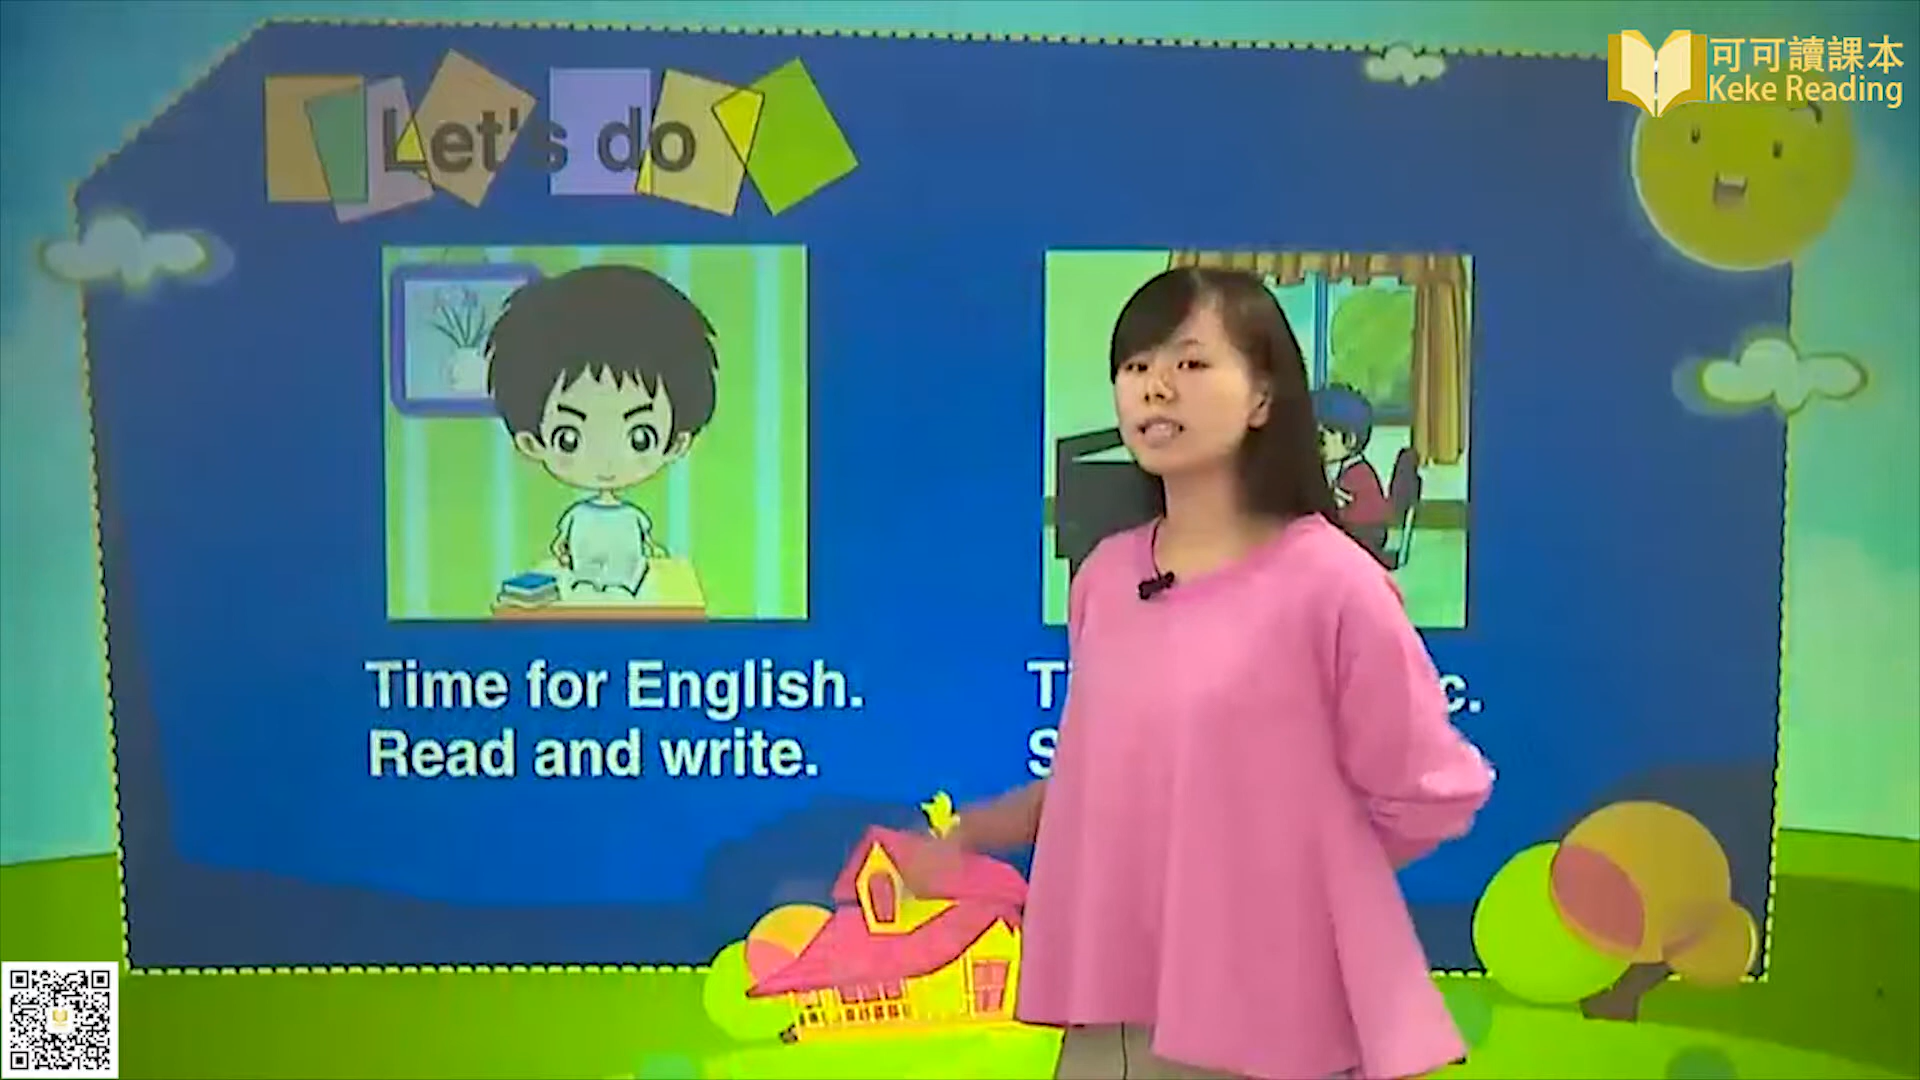 可可讀課本
Keke Reading
Let's do
Time for English.
Read and write.